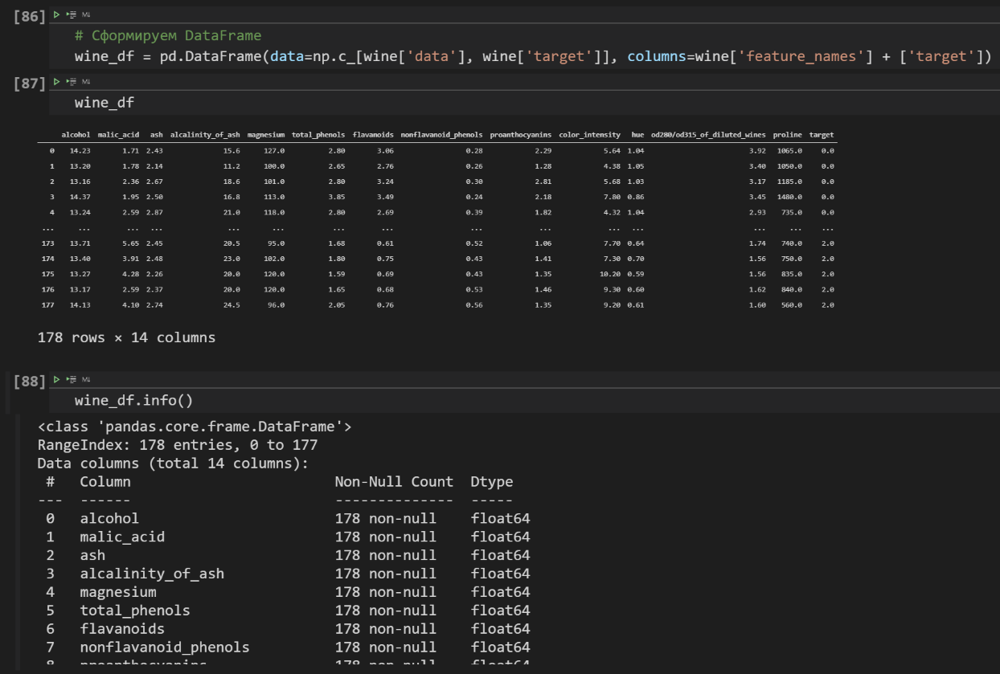 [86] M↓
# Сформируем DataFrame
wine_df = pd.DataFrame(data=np.c_[wine['data'], wine['target']], columns=wine['feature_names'] + ['target'])
[87] M↓
wine_df
alcohol malic_acid ash alcalinity_of_ash magnesium total_phenols flavanoids nonflavanoid_phenols proanthocyanins color_intensity hue od280/od315_of_diluted_wines proline target
0 14.23 1.71 2.43 15.6 127.0 2.80 3.06 0.28 2.29 5.64 1.04 3.92 1065.0 0.0
1 13.20 1.78 2.14 11.2 100.0 2.65 2.76 0.26 1.28 4.38 1.05 3.40 1050.0 0.0
2 13.16 2.36 2.67 18.6 101.0 2.80 3.24 0.30 2.81 5.68 1.03 3.17 1185.0 0.0
3 14.37 1.95 2.50 16.8 113.0 3.85 3.49 0.24 2.18 7.80 0.86 3.45 1480.0 0.0
4 13.24 2.59 2.87 21.0 118.0 2.80 2.69 0.39 1.82 4.32 1.04 2.93 735.0 0.0
... ... ... ... ... ... ... ... ... ... ... ... ... ... ...
173 13.71 5.65 2.45 20.5 95.0 1.68 0.61 0.52 1.06 7.70 0.64 1.74 740.0 2.0
174 13.40 3.91 2.48 23.0 102.0 1.80 0.75 0.43 1.41 7.30 0.70 1.56 750.0 2.0
175 13.27 4.28 2.26 20.0 120.0 1.59 0.69 0.43 1.35 10.20 0.59 1.56 835.0 2.0
176 13.17 2.59 2.37 20.0 120.0 1.65 0.68 0.53 1.46 9.30 0.60 1.62 840.0 2.0
177 14.13 4.10 2.74 24.5 96.0 2.05 0.76 0.56 1.35 9.20 0.61 1.60 560.0 2.0
178 rows × 14 columns
[88] M↓
wine_df.info()
<class 'pandas.core.frame.DataFrame'>
RangeIndex: 178 entries, 0 to 177
Data columns (total 14 columns):
# Column Non-Null Count Dtype
--- ------ -------------- -----
0 alcohol 178 non-null float64
1 malic_acid 178 non-null float64
2 ash 178 non-null float64
3 alcalinity_of_ash 178 non-null float64
4 magnesium 178 non-null float64
5 total_phenols 178 non-null float64
6 flavanoids 178 non-null float64
7 nonflavanoid_phenols 178 non-null float64
8 proanthocyanins 178 non-null float64